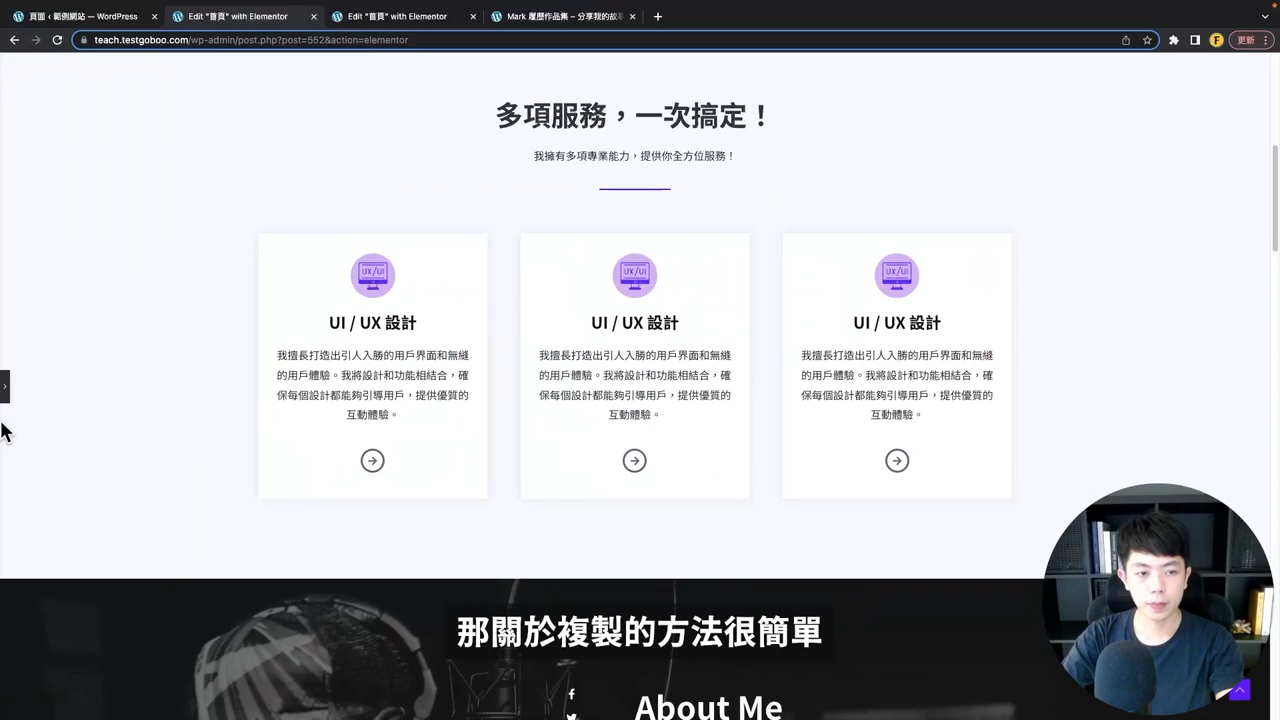 頁面 ‹ 範例網站 — WordPress
Edit "首頁" with Elementor
Edit "首頁" with Elementor
Mark 履歷作品集 – 分享我的故
teach.testgoboo.com/wp-admin/post.php?post=552&action=elementor
F
更新
多項服務，一次搞定！
我擁有多項專業能力，提供你全方位服務！
UX/UI
UX/UI
UX/UI
UI / UX 設計
UI / UX 設計
UI / UX 設計
我擅長打造出引人入勝的用戶界面和無縫
的用戶體驗。我將設計和功能相結合，確
保每個設計都能夠引導用戶，提供優質的
互動體驗。
我擅長打造出引人入勝的用戶界面和無縫
的用戶體驗。我將設計和功能相結合，確
保每個設計都能夠引導用戶，提供優質的
互動體驗。
我擅長打造出引人入勝的用戶界面和無縫
的用戶體驗。我將設計和功能相結合，確
保每個設計都能夠引導用戶，提供優質的
互動體驗。
那關於複製的方法很簡單
About Me